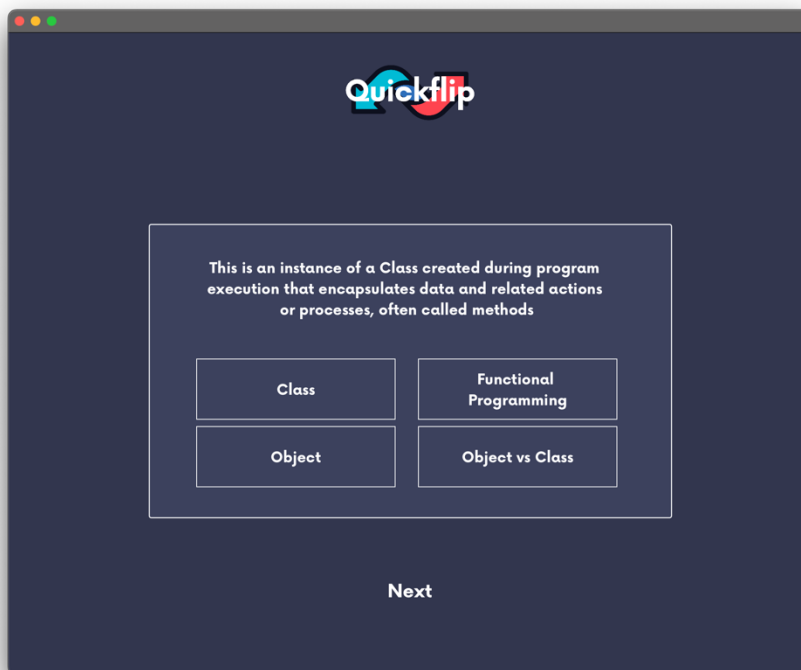 Quickflip
This is an instance of a Class created during program
execution that encapsulates data and related actions
or processes, often called methods
Class
Functional
Programming
Object
Object vs Class
Next